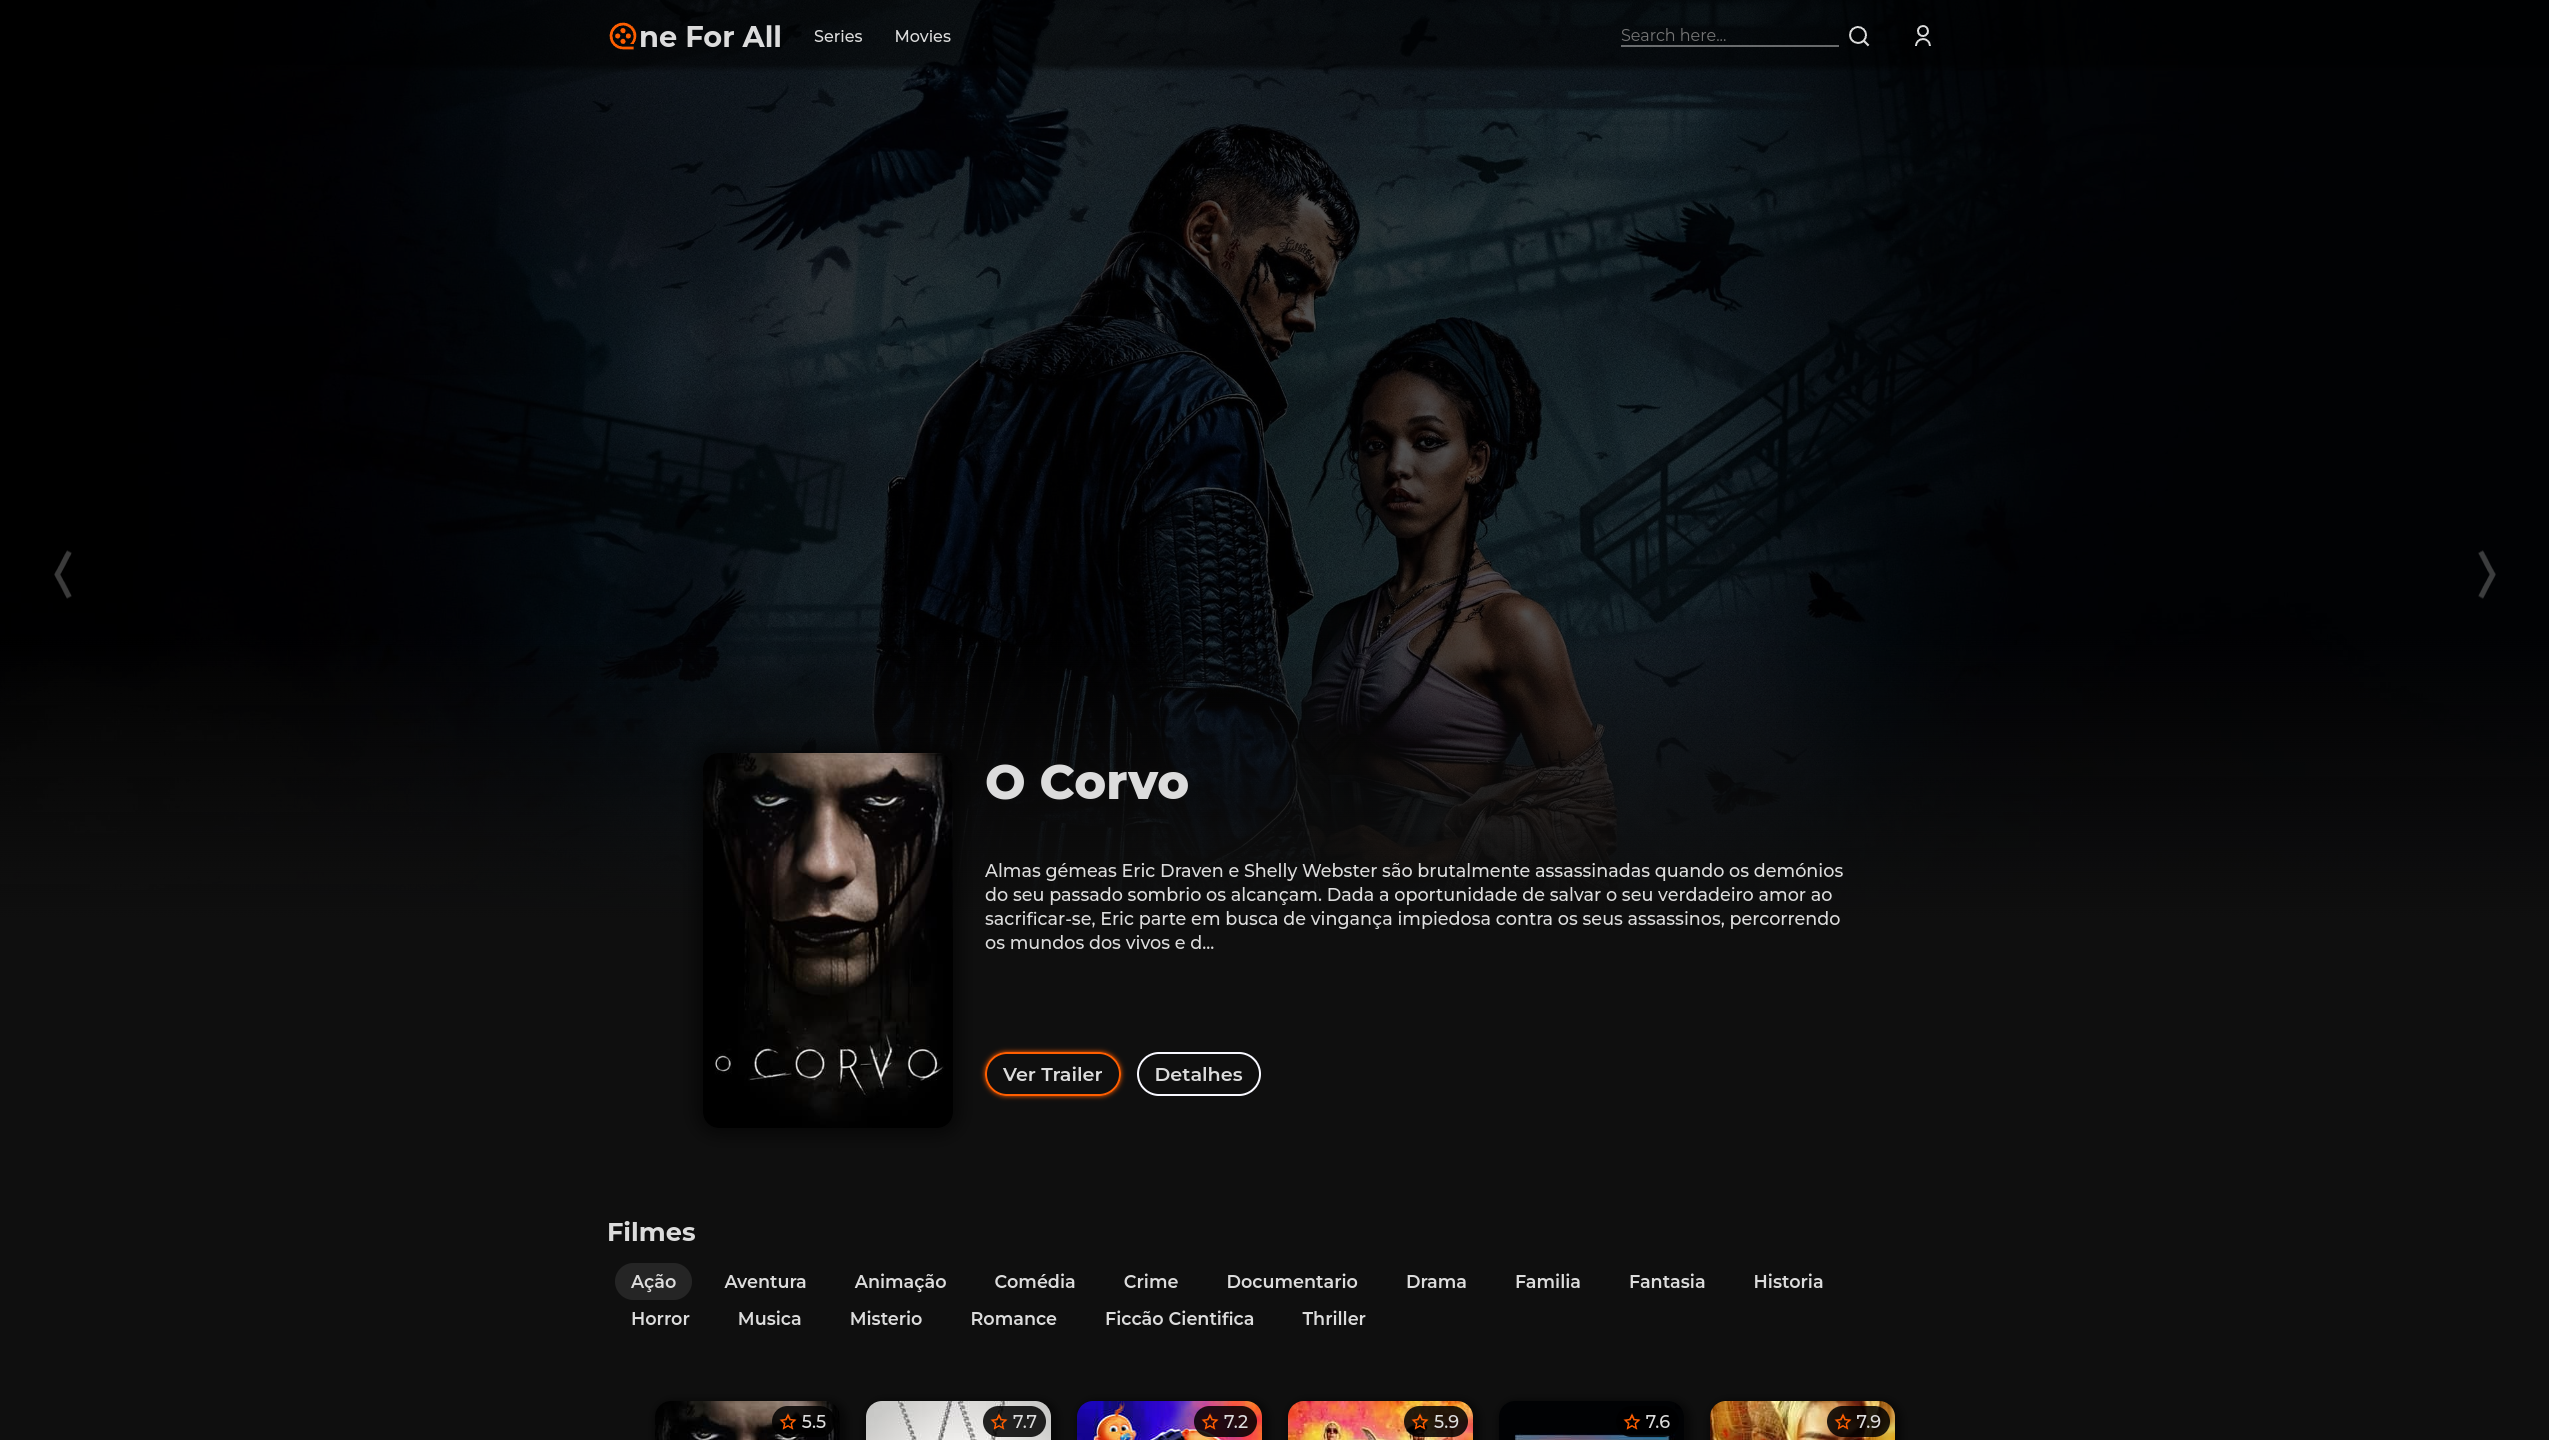 ne For All
Series
Movies
Search here...
O Corvo
Almas gémeas Eric Draven e Shelly Webster são brutalmente assassinadas quando os demónios
do seu passado sombrio os alcançam. Dada a oportunidade de salvar o seu verdadeiro amor ao
sacrificar-se, Eric parte em busca de vingança impiedosa contra os seus assassinos, percorrendo
os mundos dos vivos e d...
O CORVO
Ver Trailer
Detalhes
Filmes
Ação Aventura Animação Comédia Crime Documentario Drama Familia Fantasia Historia
Horror Musica Misterio Romance Ficcão Cientifica Thriller
5.5 7.7 7.2 5.9 7.6 7.9